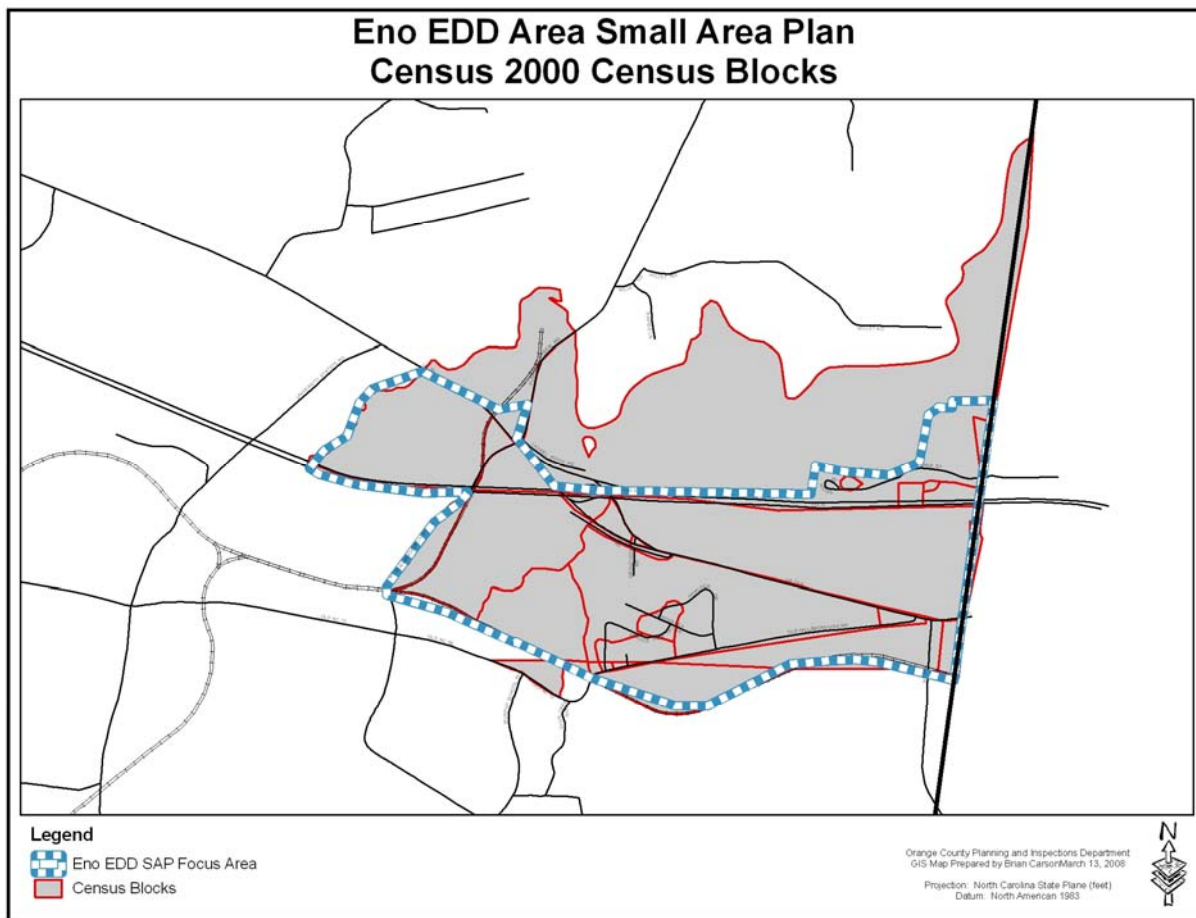 Eno EDD Area Small Area Plan
Census 2000 Census Blocks
Legend
Eno EDD SAP Focus Area
Census Blocks
N
Orange County Planning and Inspections Department
GIS Map Prepared by Brian CarsonMarch 13, 2008
Projection: North Carolina State Plane (feet)
Datum: North American 1983